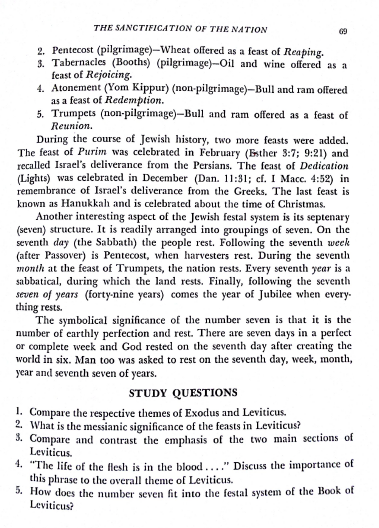 THE SANCTIFICATION OF THE NATION 69
2. Pentecost (pilgrimage)—Wheat offered as a feast of Reaping.
3. Tabernacles (Booths) (pilgrimage)—Oil and wine offered as a
feast of Rejoicing.
4. Atonement (Yom Kippur) (non-pilgrimage)—Bull and ram offered
as a feast of Redemption.
5. Trumpets (non-pilgrimage)—Bull and ram offered as a feast of
Reunion.
During the course of Jewish history, two more feasts were added.
The feast of Purim was celebrated in February (Esther 3:7; 9:21) and
recalled Israel's deliverance from the Persians. The feast of Dedication
(Lights) was celebrated in December (Dan. 11:31; cf. I Macc. 4:52) in
remembrance of Israel's deliverance from the Greeks. The last feast is
known as Hanukkah and is celebrated about the time of Christmas.
Another interesting aspect of the Jewish festal system is its septenary
(seven) structure. It is readily arranged into groupings of seven. On the
seventh day (the Sabbath) the people rest. Following the seventh week
(after Passover) is Pentecost, when harvesters rest. During the seventh
month at the feast of Trumpets, the nation rests. Every seventh year is a
sabbatical, during which the land rests. Finally, following the seventh
seven of years (forty-nine years) comes the year of Jubilee when every-
thing rests.
The symbolical significance of the number seven is that it is the
number of earthly perfection and rest. There are seven days in a perfect
or complete week and God rested on the seventh day after creating the
world in six. Man too was asked to rest on the seventh day, week, month,
year and seventh seven of years.
STUDY QUESTIONS
1. Compare the respective themes of Exodus and Leviticus.
2. What is the messianic significance of the feasts in Leviticus?
3. Compare and contrast the emphasis of the two main sections of
Leviticus.
4. "The life of the flesh is in the blood . . . ." Discuss the importance of
this phrase to the overall theme of Leviticus.
5. How does the number seven fit into the festal system of the Book of
Leviticus?